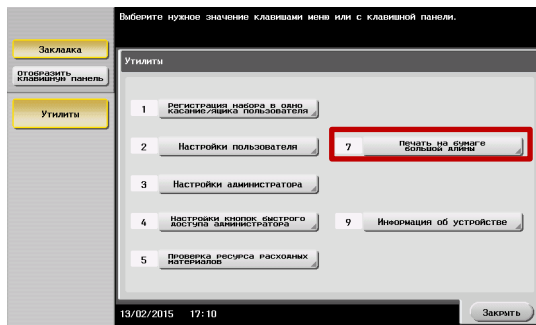 Выберите нужное значение клавишами меню или с клавишной панели.
Закладка
Отобразить
клавишную панель
Утилиты
Утилиты
1 Регистрация набора в одно
касание/ящика пользователя
2 Настройки пользователя
7 Печать на бумаге
большой длины
3 Настройки администратора
4 Настройки кнопок быстрого
доступа администратора
9 Информация об устройстве
5 Проверка ресурса расходных
материалов
13/02/2015 17:10
Закрыть